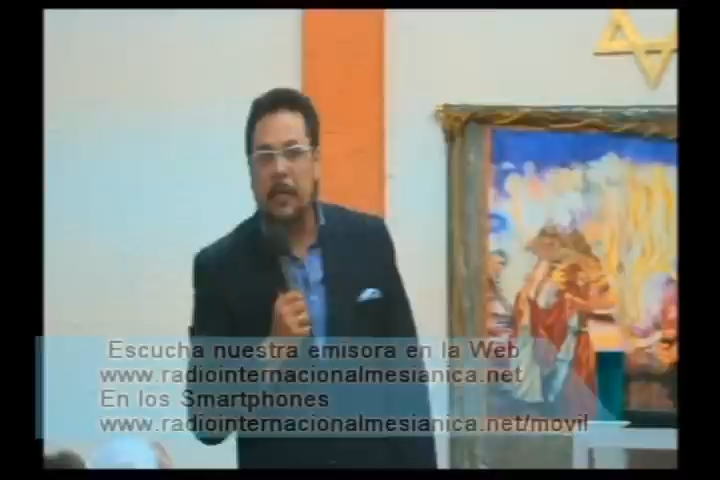 Escucha nuestra emisora en la Web
www.radiointernacionalmesianica.net
En los Smartphones
www.radiointernacionalmesianica.net/movil